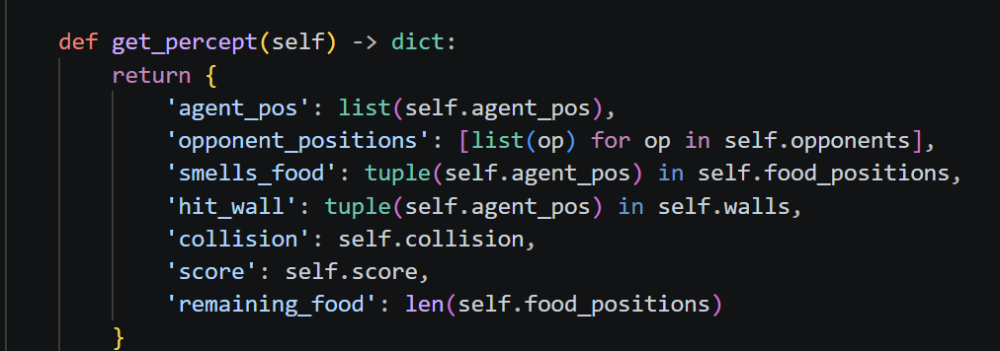 def get_percept(self) -> dict:
    return {
        'agent_pos': list(self.agent_pos),
        'opponent_positions': [list(op) for op in self.opponents],
        'smells_food': tuple(self.agent_pos) in self.food_positions,
        'hit_wall': tuple(self.agent_pos) in self.walls,
        'collision': self.collision,
        'score': self.score,
        'remaining_food': len(self.food_positions)
    }